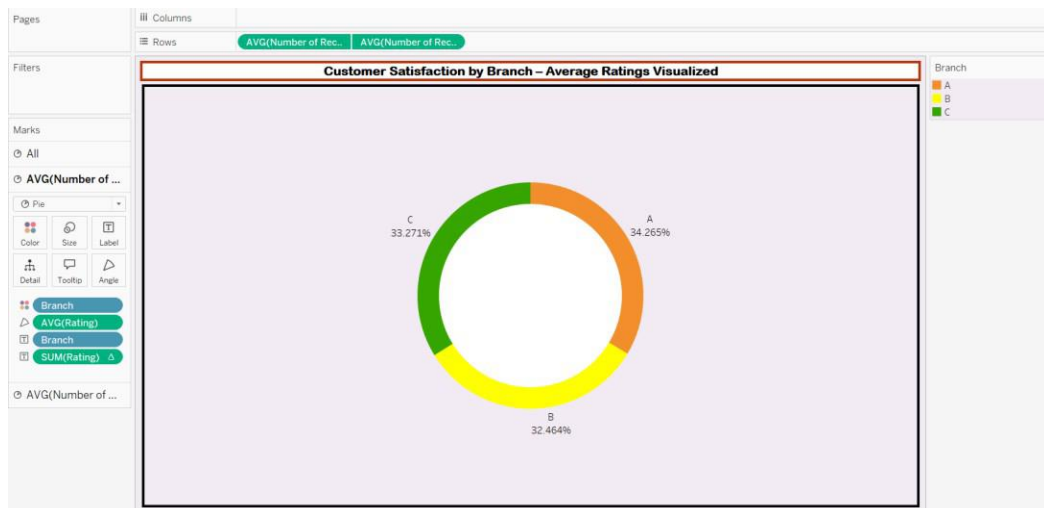 Pages
Columns
Rows
AVG(Number of Rec.. AVG(Number of Rec..
Filters
Customer Satisfaction by Branch – Average Ratings Visualized
Branch
A
B
C
Marks
All
AVG(Number of ...
Pie
Color Size Label
Detail Tooltip Angle
Branch
AVG(Rating)
Branch
SUM(Rating) Δ
AVG(Number of ...
C
33.271%
A
34.265%
B
32.464%